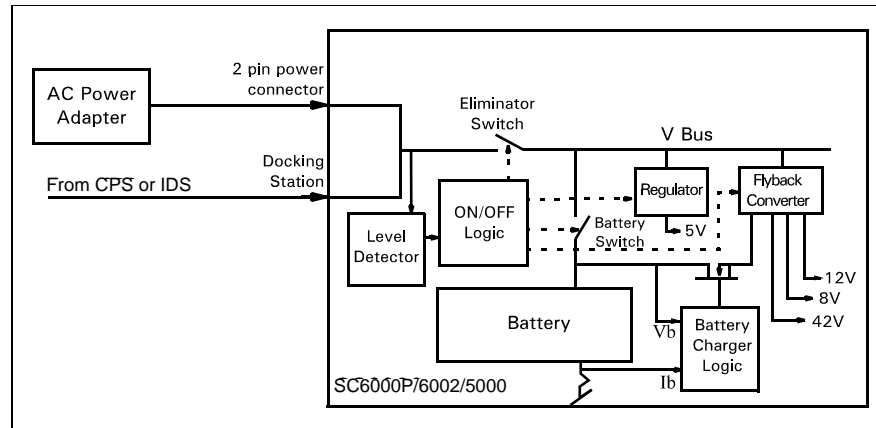 AC Power
Adapter
2 pin power
connector
Eliminator
Switch
V Bus
Docking
Station
From CPS or IDS
Level
Detector
ON/OFF
Logic
Battery
Switch
Regulator
5V
Flyback
Converter
12V
8V
42V
Battery
Vb
Ib
Battery
Charger
Logic
SC6000P/6002/5000